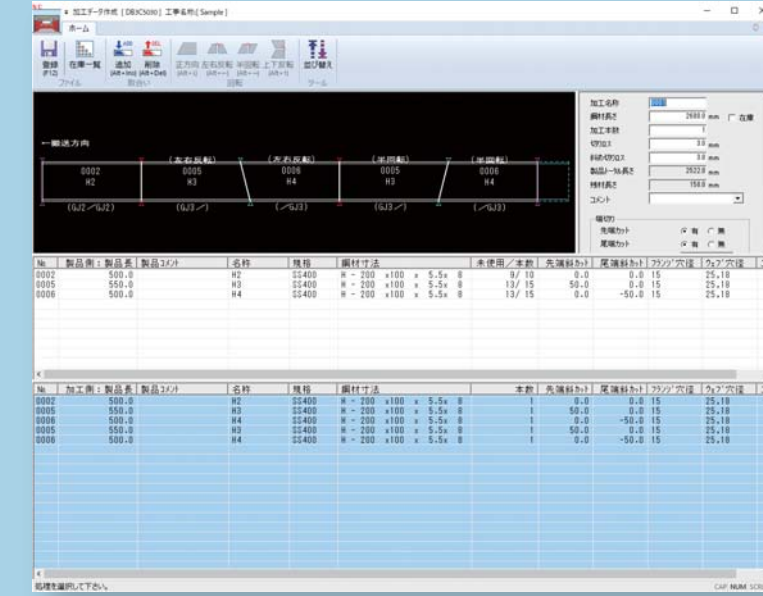 加工データ作成 [DB3C5030] 工事名称:[Sample]
ホーム
登録 (F12) 在庫一覧 追加 (Alt+Ins) 削除 (Alt+Del) 正方向 左右反転 半回転 上下反転 並び替え
ファイル 取合い 回転 ツール
←搬送方向
(左右反転) (左右反転) (半回転) (半回転)
0002 0005 0006 0005 0006
H2 H3 H4 H3 H4
(GJ2/GJ2) (GJ3/) (/GJ3) (GJ3/) (/GJ3)
加工名称 0003
鋼材長さ 2680.0 mm 在庫
加工本数 1
切りロス 3.0 mm
斜め切りロス 3.0 mm
製品トータル長さ 2522.0 mm
残材長さ 158.0 mm
コメント
端切り
先端カット 有 無
尾端カット 有 無
No. 製品側:製品長 製品コメント 名称 規格 鋼材寸法 未使用/本数 先端斜カット 尾端斜カット フランジ穴径 ウェブ穴径
0002 500.0 H2 SS400 H - 200 x100 x 5.5x 8 9/ 10 0.0 0.0 15 25,18
0005 550.0 H3 SS400 H - 200 x100 x 5.5x 8 13/ 15 50.0 0.0 15 25,18
0006 500.0 H4 SS400 H - 200 x100 x 5.5x 8 13/ 15 0.0 -50.0 15 25,18
No. 加工側:製品長 製品コメント 名称 規格 鋼材寸法 本数 先端斜カット 尾端斜カット フランジ穴径 ウェブ穴径
0002 500.0 H2 SS400 H - 200 x100 x 5.5x 8 1 0.0 0.0 15 25,18
0005 550.0 H3 SS400 H - 200 x100 x 5.5x 8 1 50.0 0.0 15 25,18
0006 500.0 H4 SS400 H - 200 x100 x 5.5x 8 1 0.0 -50.0 15 25,18
0005 550.0 H3 SS400 H - 200 x100 x 5.5x 8 1 50.0 0.0 15 25,18
0006 500.0 H4 SS400 H - 200 x100 x 5.5x 8 1 0.0 -50.0 15 25,18
処理を選択して下さい。 CAP NUM SCR